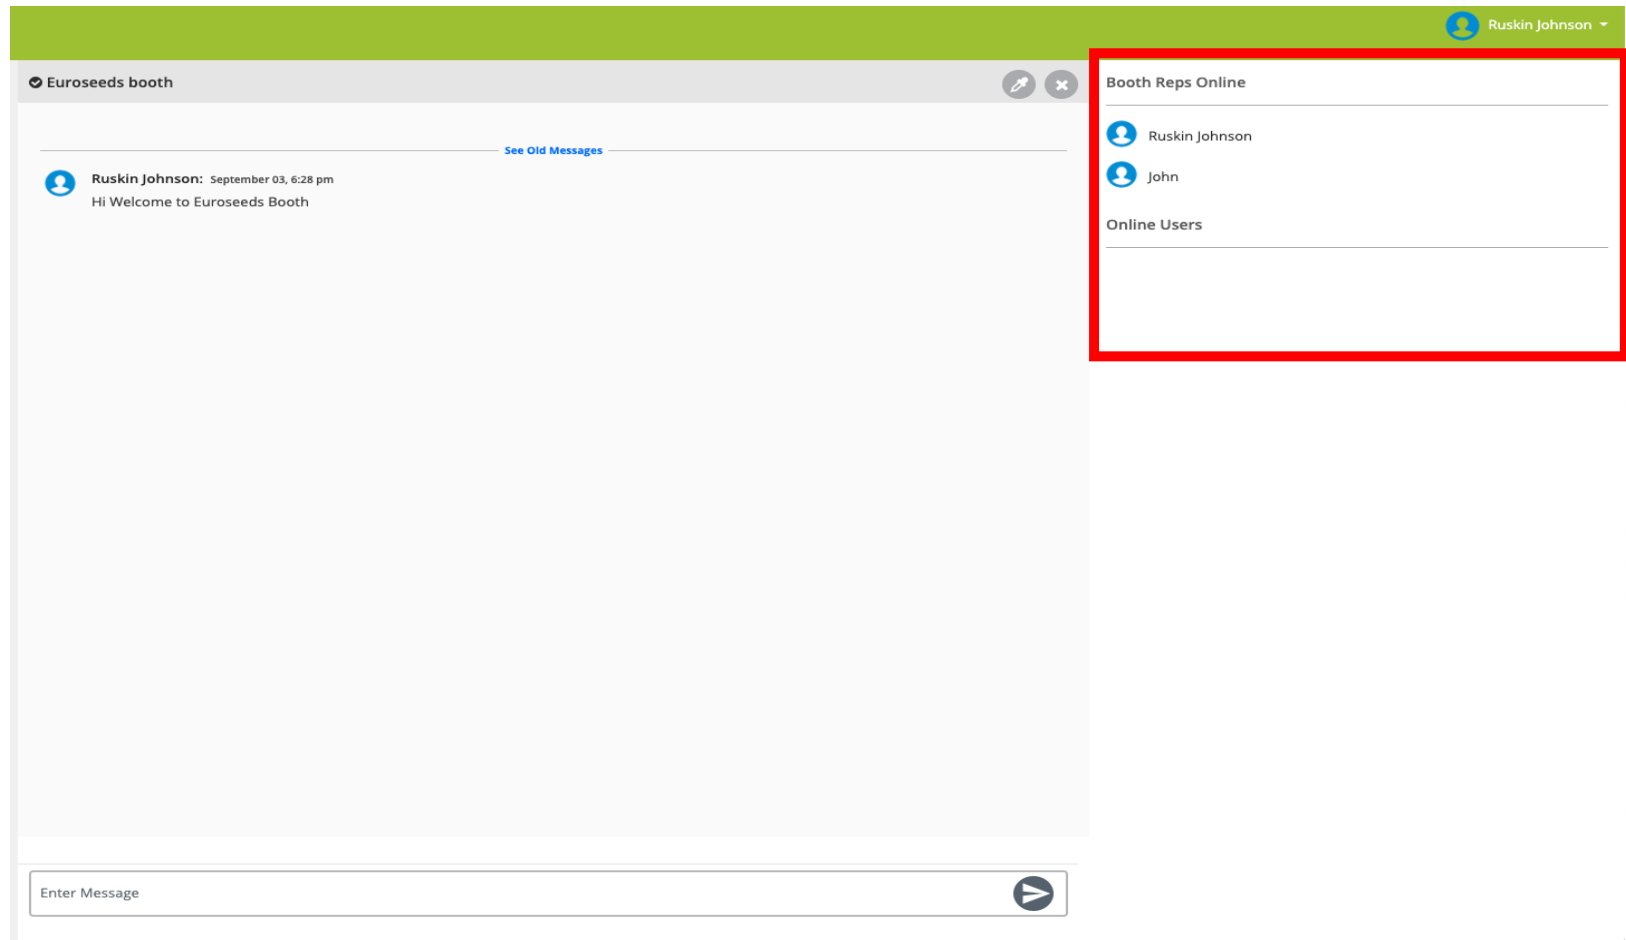 Ruskin Johnson
Euroseeds booth
See Old Messages
Ruskin Johnson: September 03, 6:28 pm
Hi Welcome to Euroseeds Booth
Enter Message
Booth Reps Online
Ruskin Johnson
John
Online Users